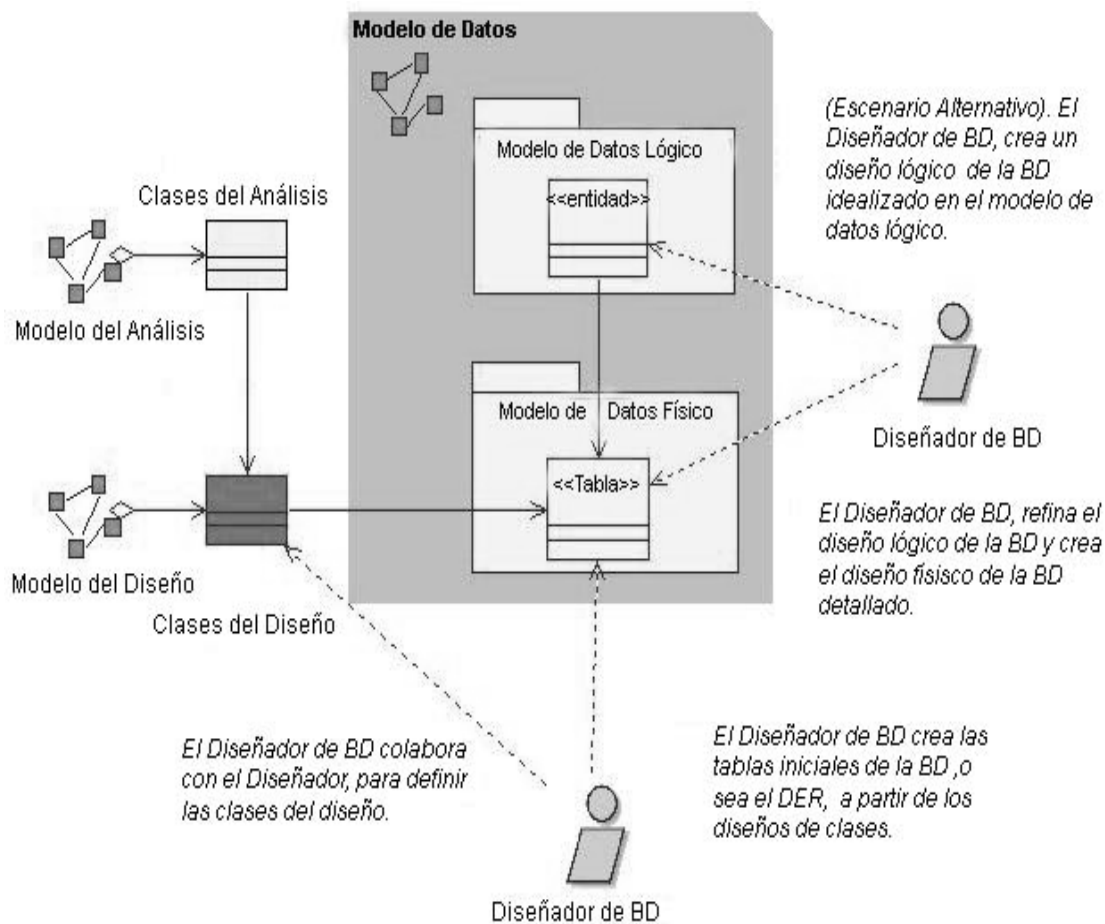 Modelo de Datos
Modelo de Datos Lógico
<<entidad>>
(Escenario Alternativo). El
Diseñador de BD, crea un
diseño lógico de la BD
idealizado en el modelo de
datos lógico.
Clases del Análisis
Modelo del Análisis
Diseñador de BD
Modelo de Datos Físico
<<Tabla>>
El Diseñador de BD, refina el
diseño lógico de la BD y crea
el diseño físisco de la BD
detallado.
Modelo del Diseño
Clases del Diseño
El Diseñador de BD colabora
con el Diseñador, para definir
las clases del diseño.
El Diseñador de BD crea las
tablas iniciales de la BD ,o
sea el DER, a partir de los
diseños de clases.
Diseñador de BD